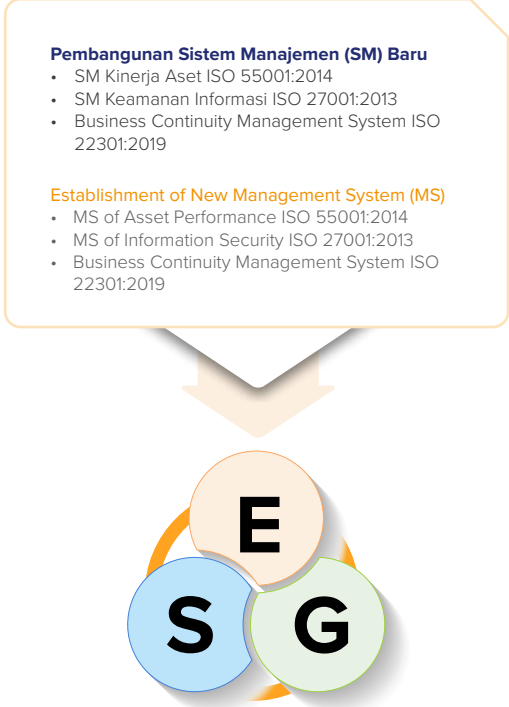 Pembangunan Sistem Manajemen (SM) Baru
• SM Kinerja Aset ISO 55001:2014
• SM Keamanan Informasi ISO 27001:2013
• Business Continuity Management System ISO
22301:2019
Establishment of New Management System (MS)
• MS of Asset Performance ISO 55001:2014
• MS of Information Security ISO 27001:2013
• Business Continuity Management System ISO
22301:2019
E
S G